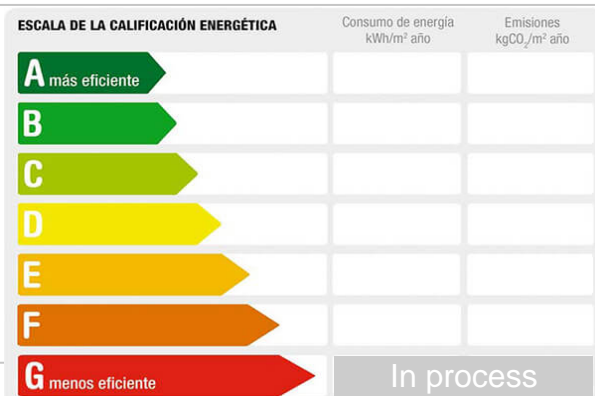 ESCALA DE LA CALIFICACIÓN ENERGÉTICA
Consumo de energía
kWh/m² año
Emisiones
kgCO₂/m² año
A más eficiente
B
C
D
E
F
G menos eficiente
In process